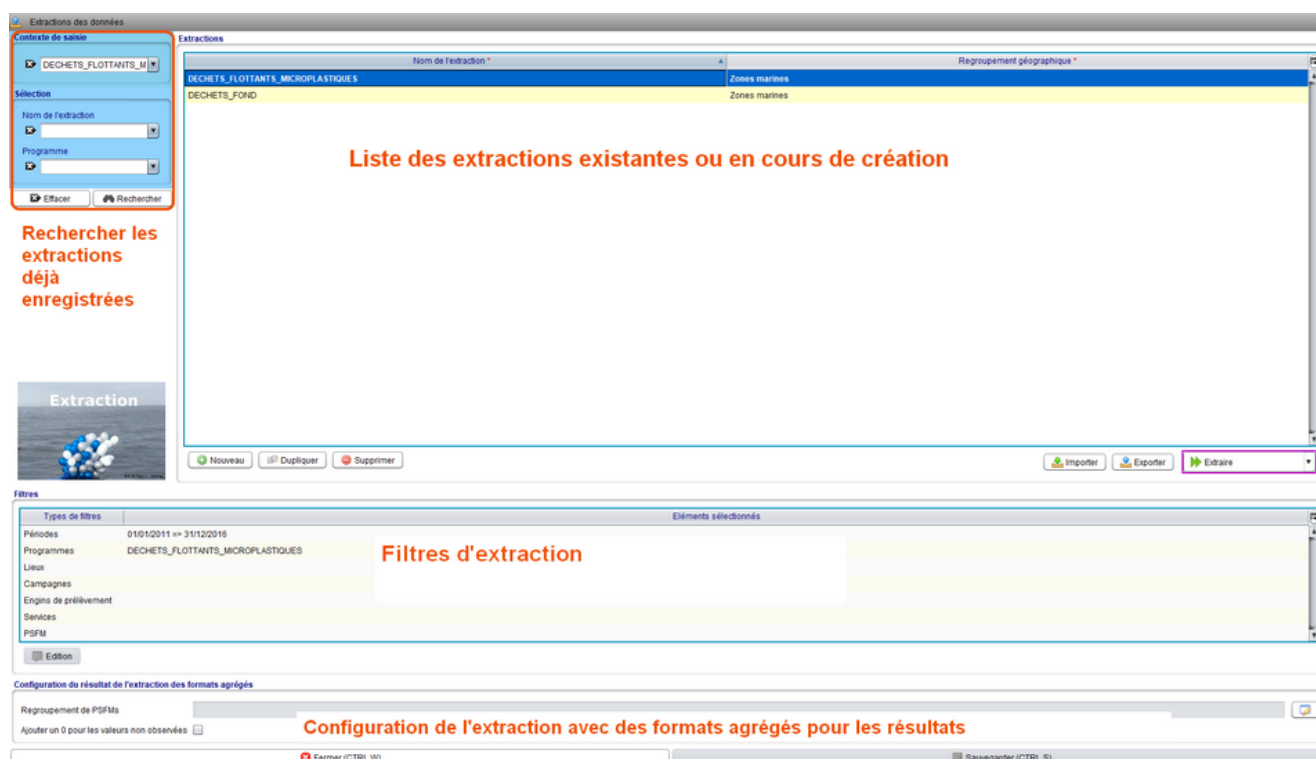 Extractions des données
Contexte de saisie
DECHETS_FLOTTANTS_M
Sélection
Nom de l'extraction
Programme
Effacer
Rechercher
Rechercher les
extractions
déjà
enregistrées
Extraction
Extractions
Nom de l'extraction * Regroupement géographique *
DECHETS_FLOTTANTS_MICROPLASTIQUES Zones marines
DECHETS_FOND Zones marines
Liste des extractions existantes ou en cours de création
Nouveau Dupliquer Supprimer Importer Exporter Extraire
Filtres
Types de filtres Eléments sélectionnés
Périodes 01/01/2011 => 31/12/2016
Programmes DECHETS_FLOTTANTS_MICROPLASTIQUES
Filtres d'extraction
Lieux
Campagnes
Engins de prélèvement
Services
PSFM
Edition
Configuration du résultat de l'extraction des formats agrégés
Regroupement de PSFMs
Ajouter un 0 pour les valeurs non observées
Configuration de l'extraction avec des formats agrégés pour les résultats
Fermer (CTRL W) Sauvegarder (CTRL S)